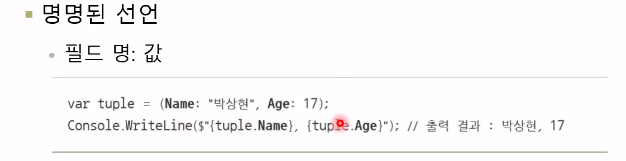 명명된 선언
필드 명: 값
var tuple = (Name: "박상현", Age: 17);
Console.WriteLine($"{tuple.Name}, {tuple.Age}"); // 출력 결과 : 박상현, 17